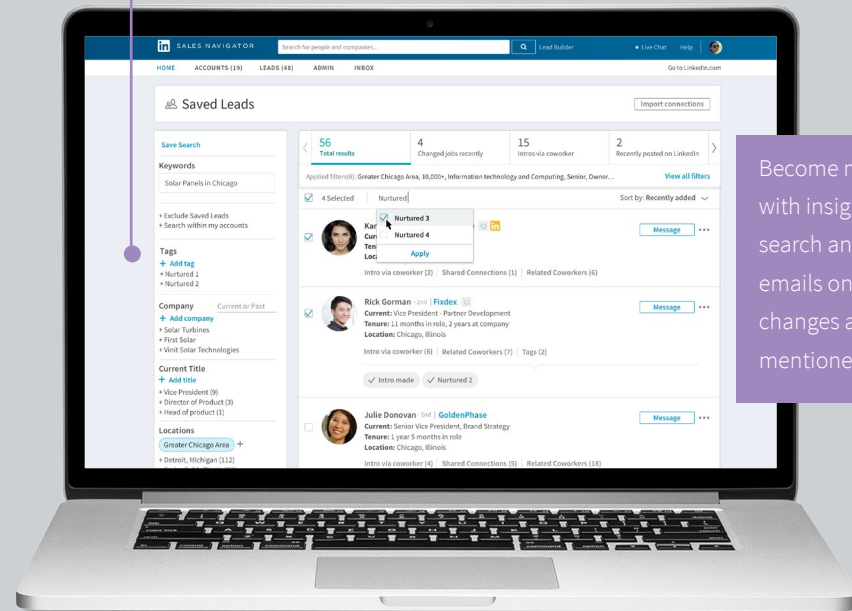 in SALES NAVIGATOR Search for people and companies... Lead Builder Live Chat Help
HOME ACCOUNTS (19) LEADS (48) ADMIN INBOX Go to Linkedin.com
Saved Leads Import connections
Save Search
Keywords
Solar Panels in Chicago
+ Exclude Saved Leads
+ Search within my accounts
Tags
+ Add tag
+ Nurtured 1
+ Nurtured 2
Company Current or Past
+ Add company
+ Solar Turbines
+ First Solar
+ Vinit Solar Technologies
Current Title
+ Add title
+ Vice President (9)
+ Director of Product (3)
+ Head of product (1)
Locations
Greater Chicago Area +
+ Detroit, Michigan (112)
56 4 15 2
Total results Changed jobs recently Intros via coworker Recently posted on LinkedIn
Applied filters(6): Greater Chicago Area, 10,000+, Information technology and Computing, Senior, Owner... View all filters
4 Selected Nurtured Sort by: Recently added
Nurtured 3
Nurtured 4
Apply
in Message
Intro via coworker (2) Shared Connections (1) Related Coworkers (6)
Rick Gorman · 2nd | Fixdex Message
Current: Vice President - Partner Development
Tenure: 11 months in role, 2 years at company
Location: Chicago, Illinois
Intro via coworker (6) Related Coworkers (7) Tags (2)
Intro made Nurtured 2
Julie Donovan · 2nd | GoldenPhase Message
Current: Senior Vice President, Brand Strategy
Tenure: 1 year 5 months in role
Location: Chicago, Illinois
Intro via coworker (4) Shared Connections (5) Related Coworkers (18)
Become
with
search
emails on
changes